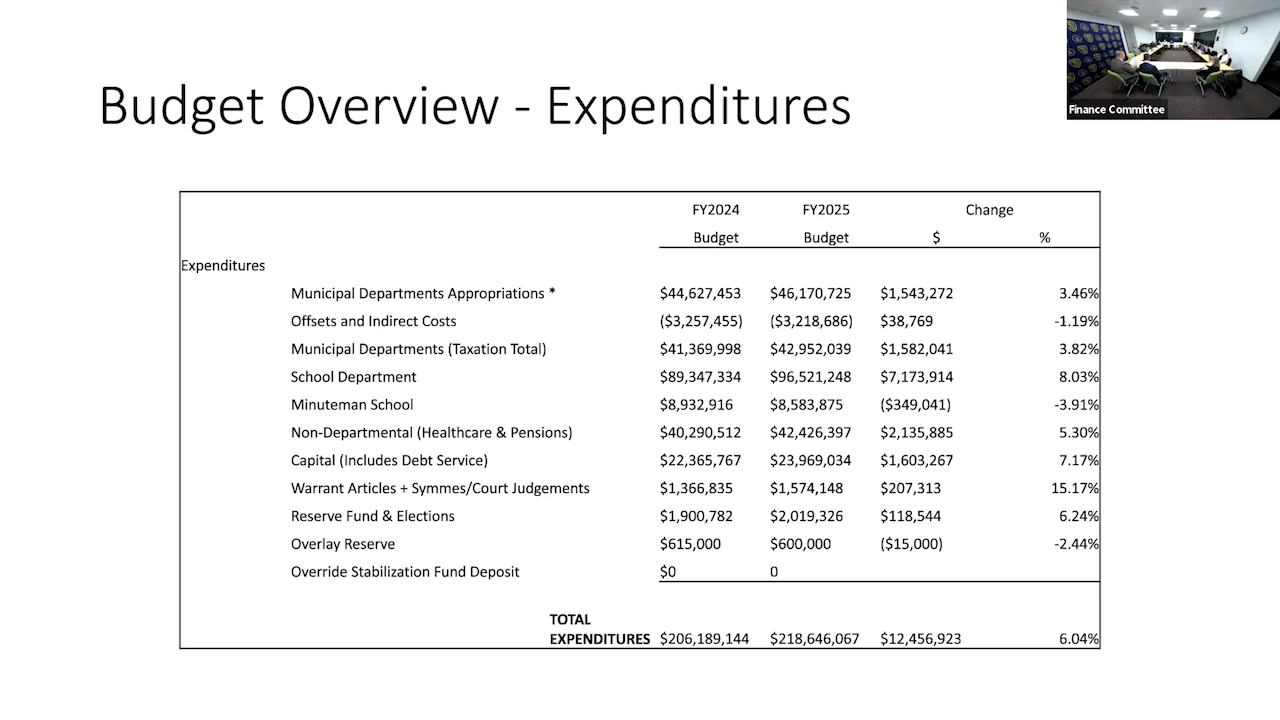 Finance Committee
Budget Overview - Expenditures
FY2024 FY2025 Change
Budget Budget $ %
Expenditures
Municipal Departments Appropriations * $44,627,453 $46,170,725 $1,543,272 3.46%
Offsets and Indirect Costs ($3,257,455) ($3,218,686) $38,769 -1.19%
Municipal Departments (Taxation Total) $41,369,998 $42,952,039 $1,582,041 3.82%
School Department $89,347,334 $96,521,248 $7,173,914 8.03%
Minuteman School $8,932,916 $8,583,875 ($349,041) -3.91%
Non-Departmental (Healthcare & Pensions) $40,290,512 $42,426,397 $2,135,885 5.30%
Capital (Includes Debt Service) $22,365,767 $23,969,034 $1,603,267 7.17%
Warrant Articles + Symmes/Court Judgements $1,366,835 $1,574,148 $207,313 15.17%
Reserve Fund & Elections $1,900,782 $2,019,326 $118,544 6.24%
Overlay Reserve $615,000 $600,000 ($15,000) -2.44%
Override Stabilization Fund Deposit $0 0
TOTAL
EXPENDITURES $206,189,144 $218,646,067 $12,456,923 6.04%